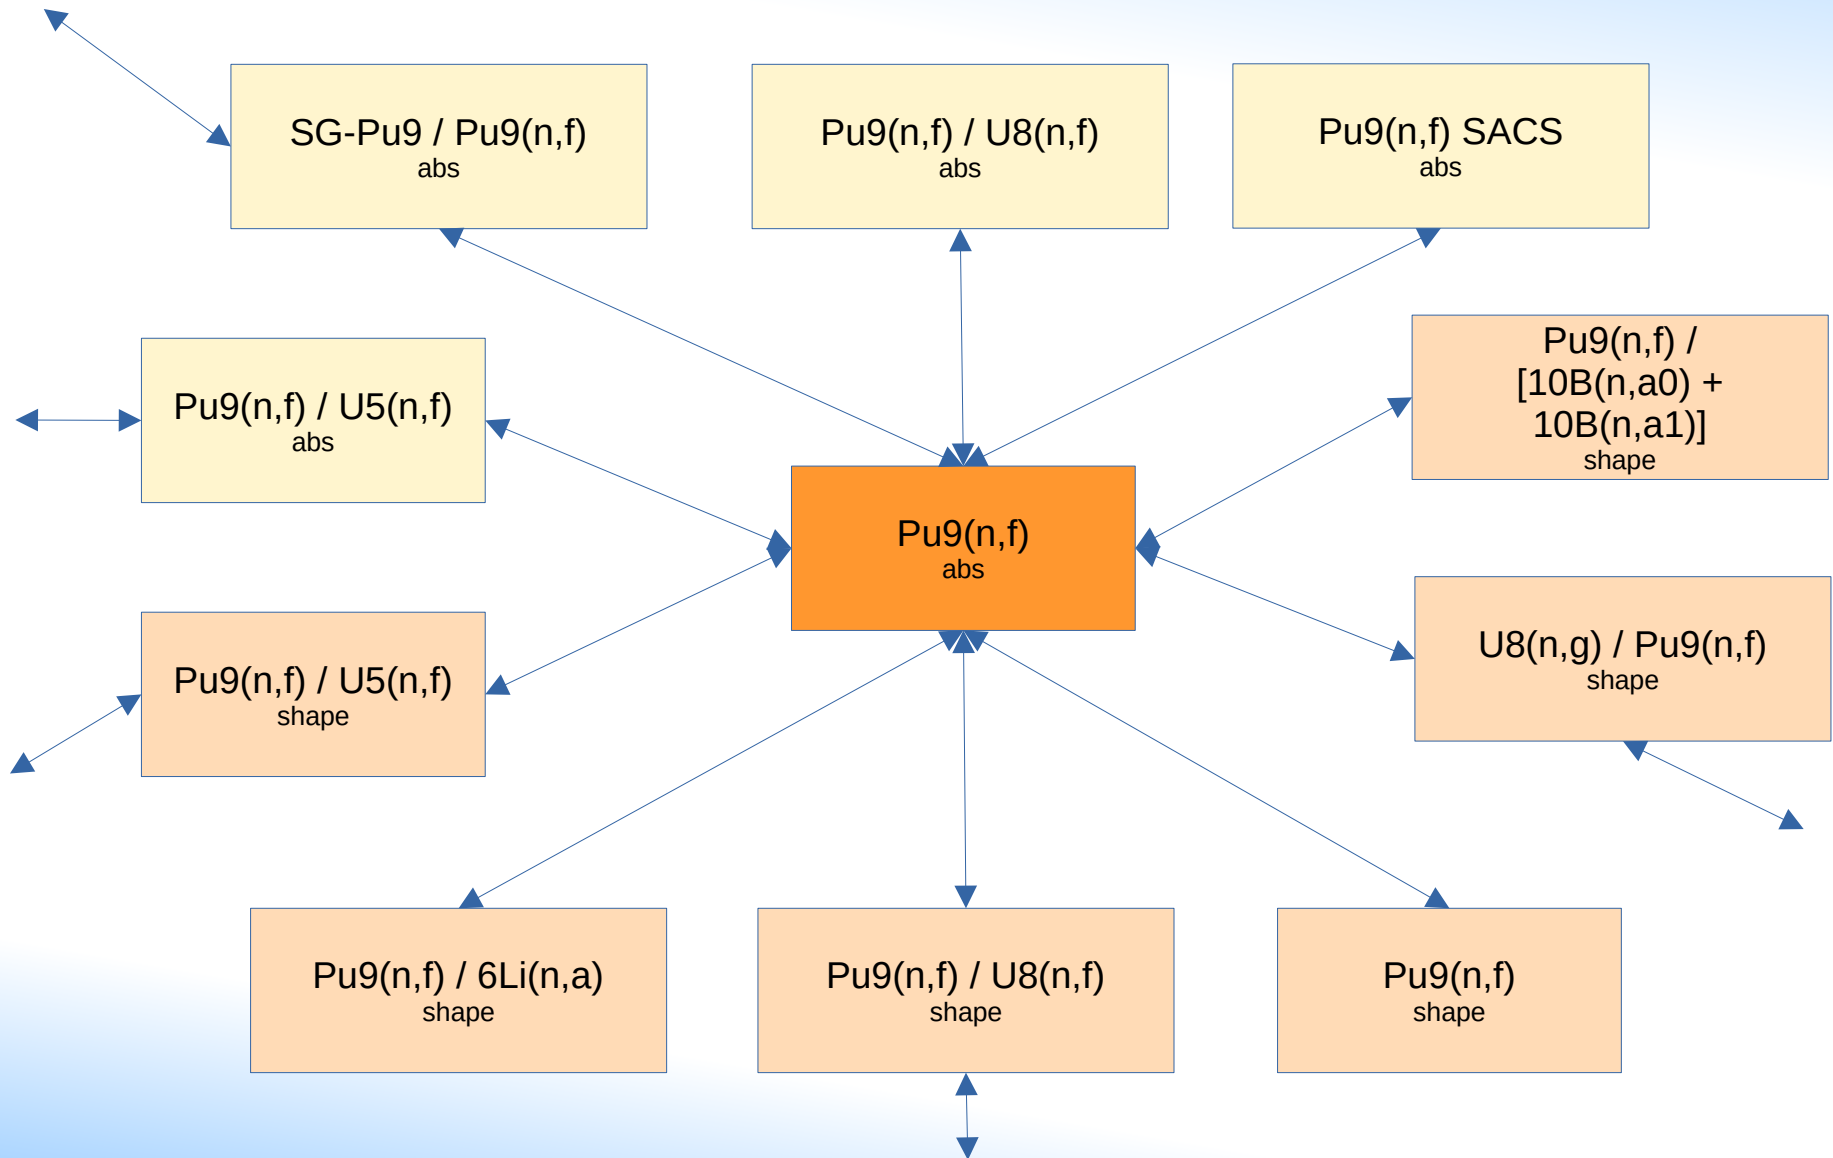 SG-Pu9 / Pu9(n,f)
abs
Pu9(n,f) / U8(n,f)
abs
Pu9(n,f) SACS
abs
Pu9(n,f) / U5(n,f)
abs
Pu9(n,f) /
[10B(n,a0) +
10B(n,a1)]
shape
Pu9(n,f)
abs
Pu9(n,f) / U5(n,f)
shape
U8(n,g) / Pu9(n,f)
shape
Pu9(n,f) / 6Li(n,a)
shape
Pu9(n,f) / U8(n,f)
shape
Pu9(n,f)
shape